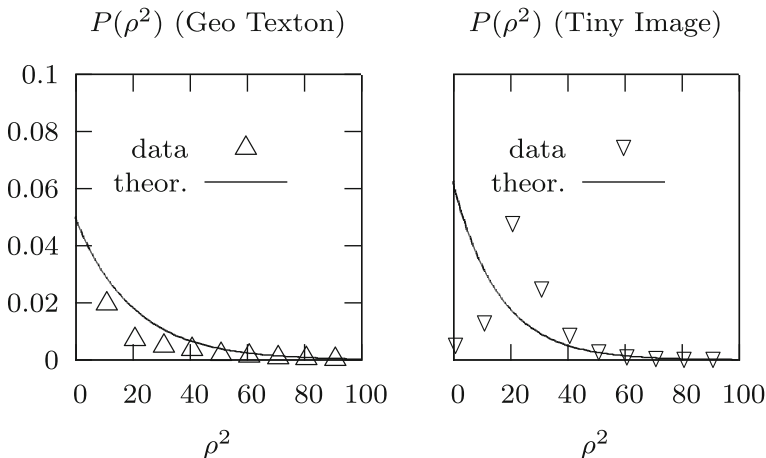 P(ρ²) (Geo Texton)
0.1
0.08
0.06
0.04
0.02
0
data
theor.
0 20 40 60 80 100
ρ²
P(ρ²) (Tiny Image)
data
theor.
0 20 40 60 80 100
ρ²